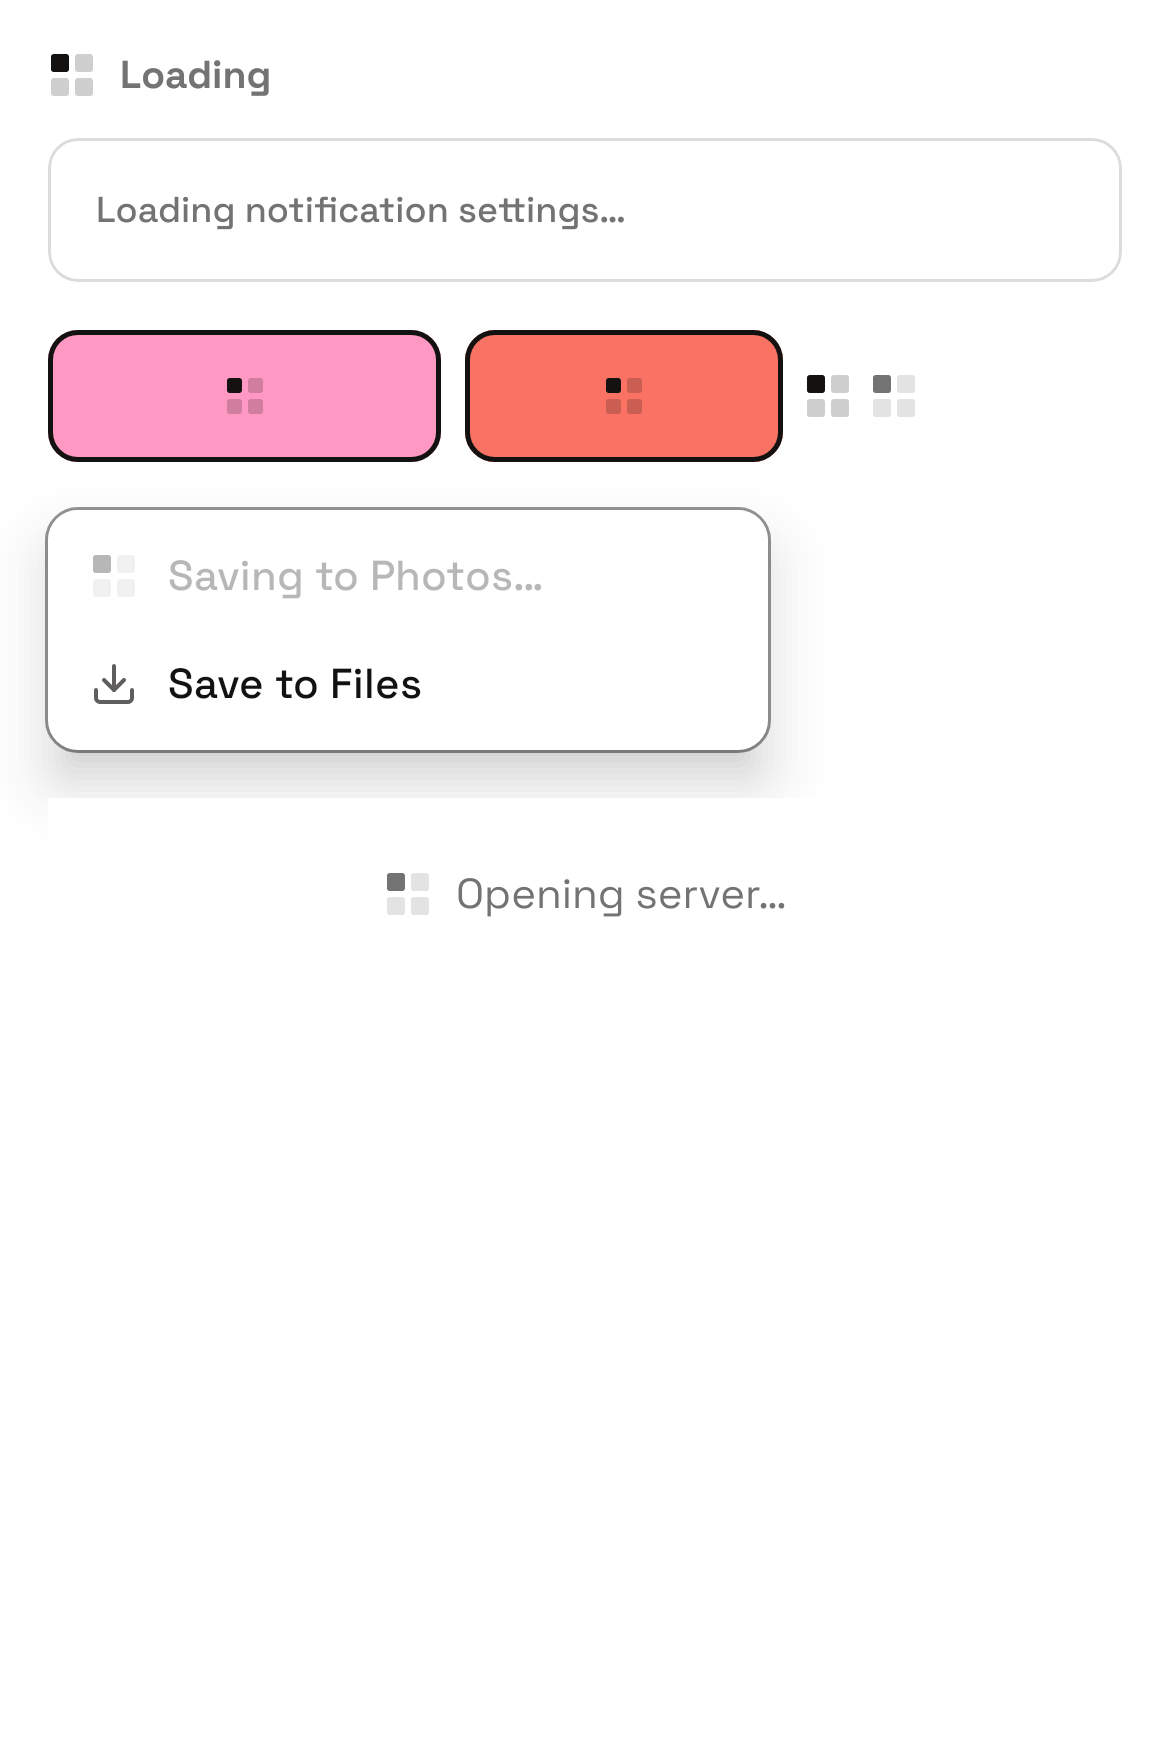 Loading
Loading notification settings...
Saving to Photos...
Save to Files
Opening server...